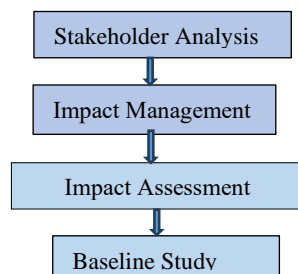 Stakeholder Analysis
Impact Management
Impact Assessment
Baseline Study